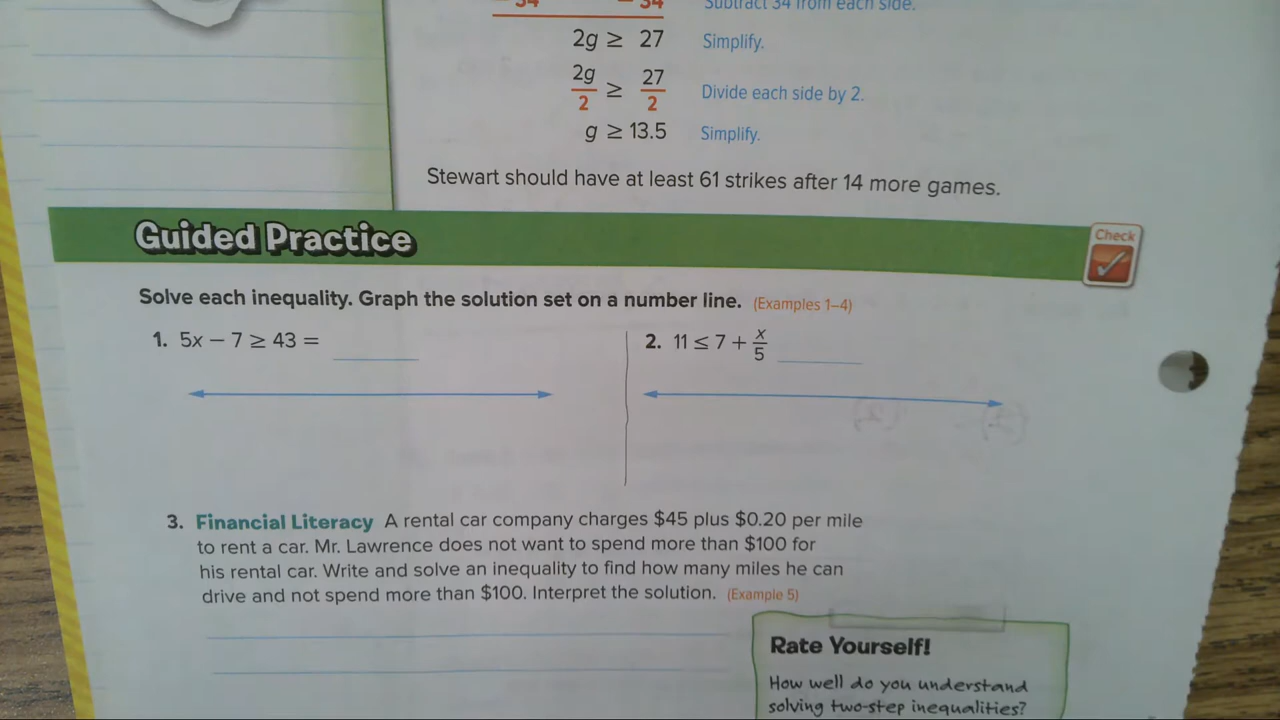 − 34 − 34 Subtract 34 from each side.
2g ≥ 27 Simplify.
2g/2 ≥ 27/2 Divide each side by 2.
g ≥ 13.5 Simplify.
Stewart should have at least 61 strikes after 14 more games.
Guided Practice
Check
Solve each inequality. Graph the solution set on a number line. (Examples 1–4)
1. 5x − 7 ≥ 43 =
2. 11 ≤ 7 + x/5
3. Financial Literacy A rental car company charges $45 plus $0.20 per mile
to rent a car. Mr. Lawrence does not want to spend more than $100 for
his rental car. Write and solve an inequality to find how many miles he can
drive and not spend more than $100. Interpret the solution. (Example 5)
Rate Yourself!
How well do you understand
solving two-step inequalities?